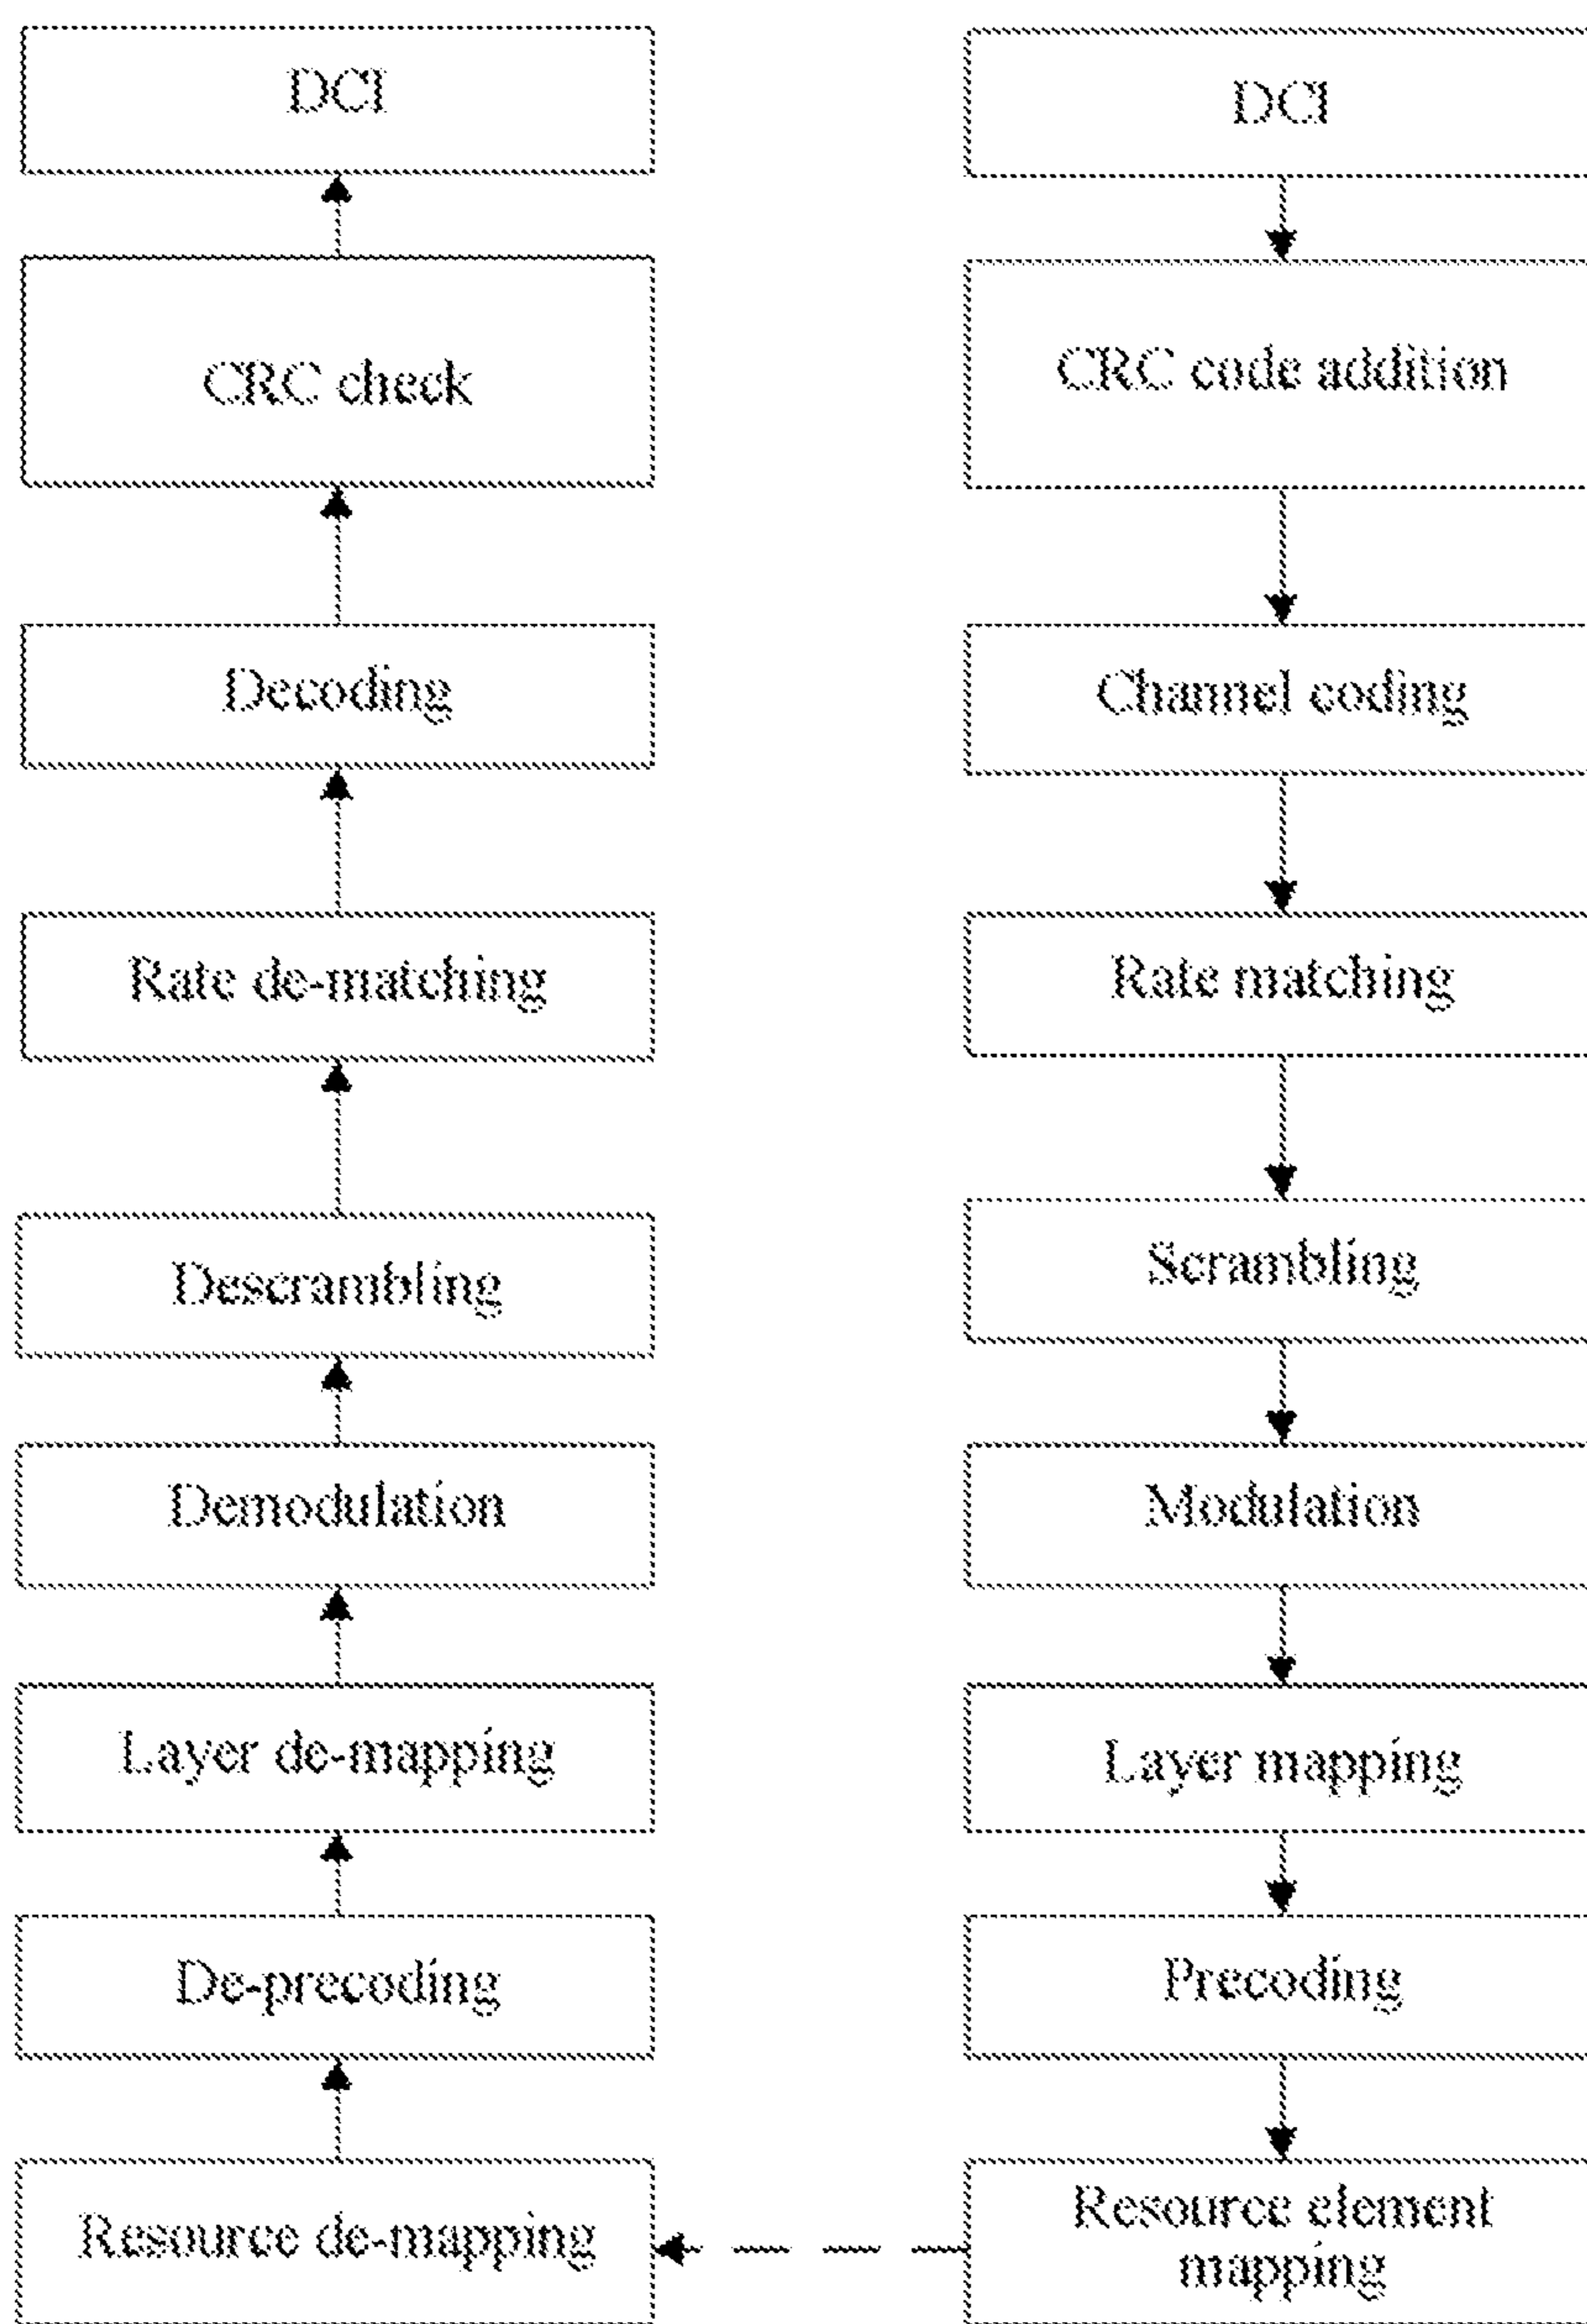 DCI
CRC check
Decoding
Rate de-matching
Descrambling
Demodulation
Layer de-mapping
De-precoding
Resource de-mapping
DCI
CRC code addition
Channel coding
Rate matching
Scrambling
Modulation
Layer mapping
Precoding
Resource element
mapping